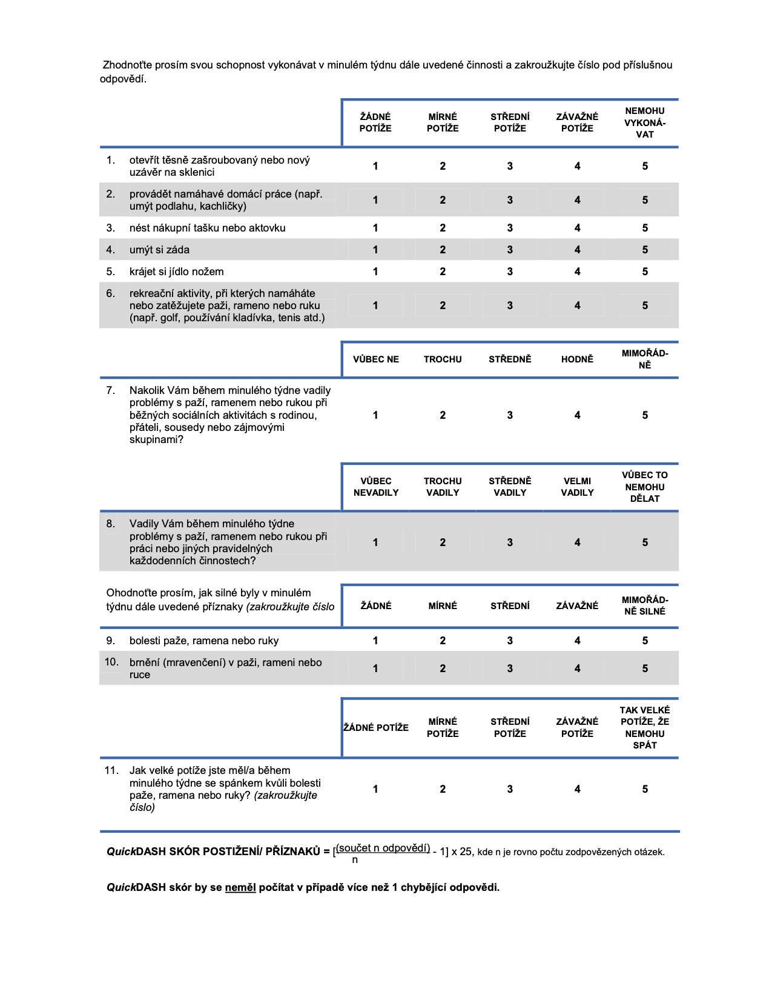 Zhodnoťte prosím svou schopnost vykonávat v minulém týdnu dále uvedené činnosti a zakroužkujte číslo pod příslušnou
odpovědí.
ŽÁDNÉ POTÍŽE MÍRNÉ POTÍŽE STŘEDNÍ POTÍŽE ZÁVAŽNÉ POTÍŽE NEMOHU VYKONÁ-VAT
1. otevřít těsně zašroubovaný nebo nový
uzávěr na sklenici 1 2 3 4 5
2. provádět namáhavé domácí práce (např.
umýt podlahu, kachličky) 1 2 3 4 5
3. nést nákupní tašku nebo aktovku 1 2 3 4 5
4. umýt si záda 1 2 3 4 5
5. krájet si jídlo nožem 1 2 3 4 5
6. rekreační aktivity, při kterých namáháte
nebo zatěžujete paži, rameno nebo ruku 1 2 3 4 5
(např. golf, používání kladívka, tenis atd.)
VŮBEC NE TROCHU STŘEDNĚ HODNĚ MIMOŘÁD-NĚ
7. Nakolik Vám během minulého týdne vadily
problémy s paží, ramenem nebo rukou při
běžných sociálních aktivitách s rodinou, 1 2 3 4 5
přáteli, sousedy nebo zájmovými
skupinami?
VŮBEC NEVADILY TROCHU VADILY STŘEDNĚ VADILY VELMI VADILY VŮBEC TO NEMOHU DĚLAT
8. Vadily Vám během minulého týdne
problémy s paží, ramenem nebo rukou při
práci nebo jiných pravidelných 1 2 3 4 5
každodenních činnostech?
Ohodnoťte prosím, jak silné byly v minulém
týdnu dále uvedené příznaky (zakroužkujte číslo
ŽÁDNÉ MÍRNÉ STŘEDNÍ ZÁVAŽNÉ MIMOŘÁD-NĚ SILNÉ
9. bolesti paže, ramena nebo ruky 1 2 3 4 5
10. brnění (mravenčení) v paži, rameni nebo
ruce 1 2 3 4 5
ŽÁDNÉ POTÍŽE MÍRNÉ POTÍŽE STŘEDNÍ POTÍŽE ZÁVAŽNÉ POTÍŽE TAK VELKÉ POTÍŽE, ŽE NEMOHU SPÁT
11. Jak velké potíže jste měl/a během
minulého týdne se spánkem kvůli bolesti
paže, ramena nebo ruky? (zakroužkujte 1 2 3 4 5
číslo)
QuickDASH SKÓR POSTIŽENÍ/ PŘÍZNAKŮ = [(součet n odpovědí) - 1] x 25, kde n je rovno počtu zodpovězených otázek.
n
QuickDASH skór by se neměl počítat v případě více než 1 chybějící odpovědi.